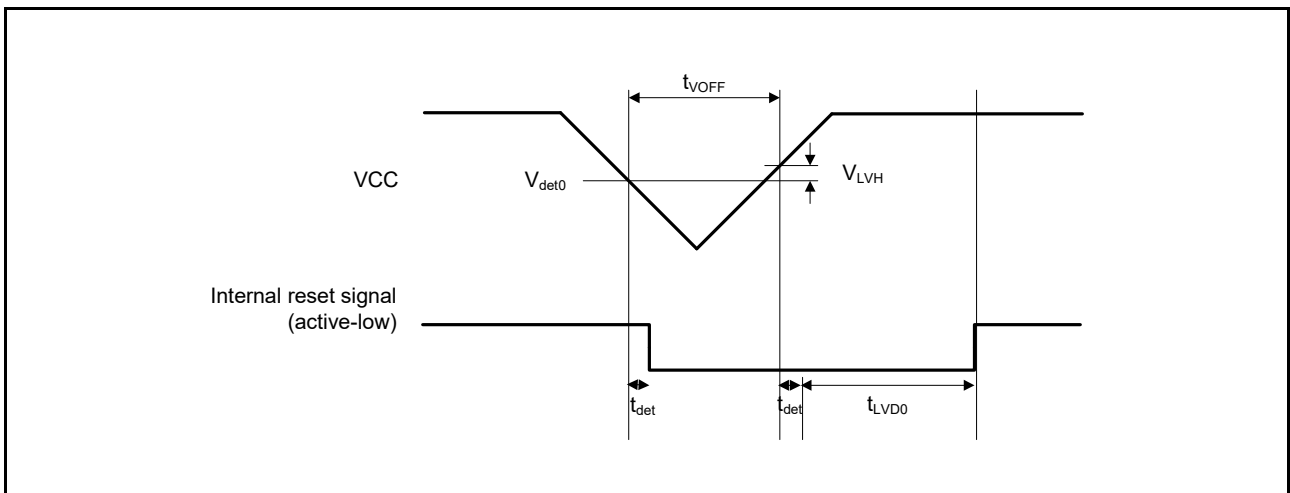 tVOFF
VCC
Vdet0
VLVH
Internal reset signal
(active-low)
tdet
tdet
tLVD0